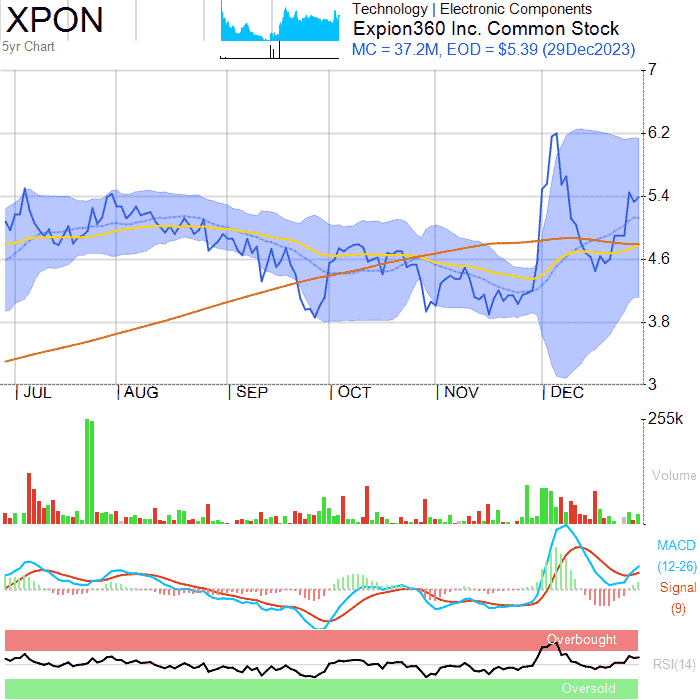 XPON
5yr Chart
Technology | Electronic Components
Expion360 Inc. Common Stock
MC = 37.2M, EOD = $5.39 (29Dec2023)
7
6.2
5.4
4.6
3.8
3
JUL AUG SEP OCT NOV DEC
255k
Volume
MACD
(12-26)
Signal
(9)
Overbought
RSI(14)
Oversold